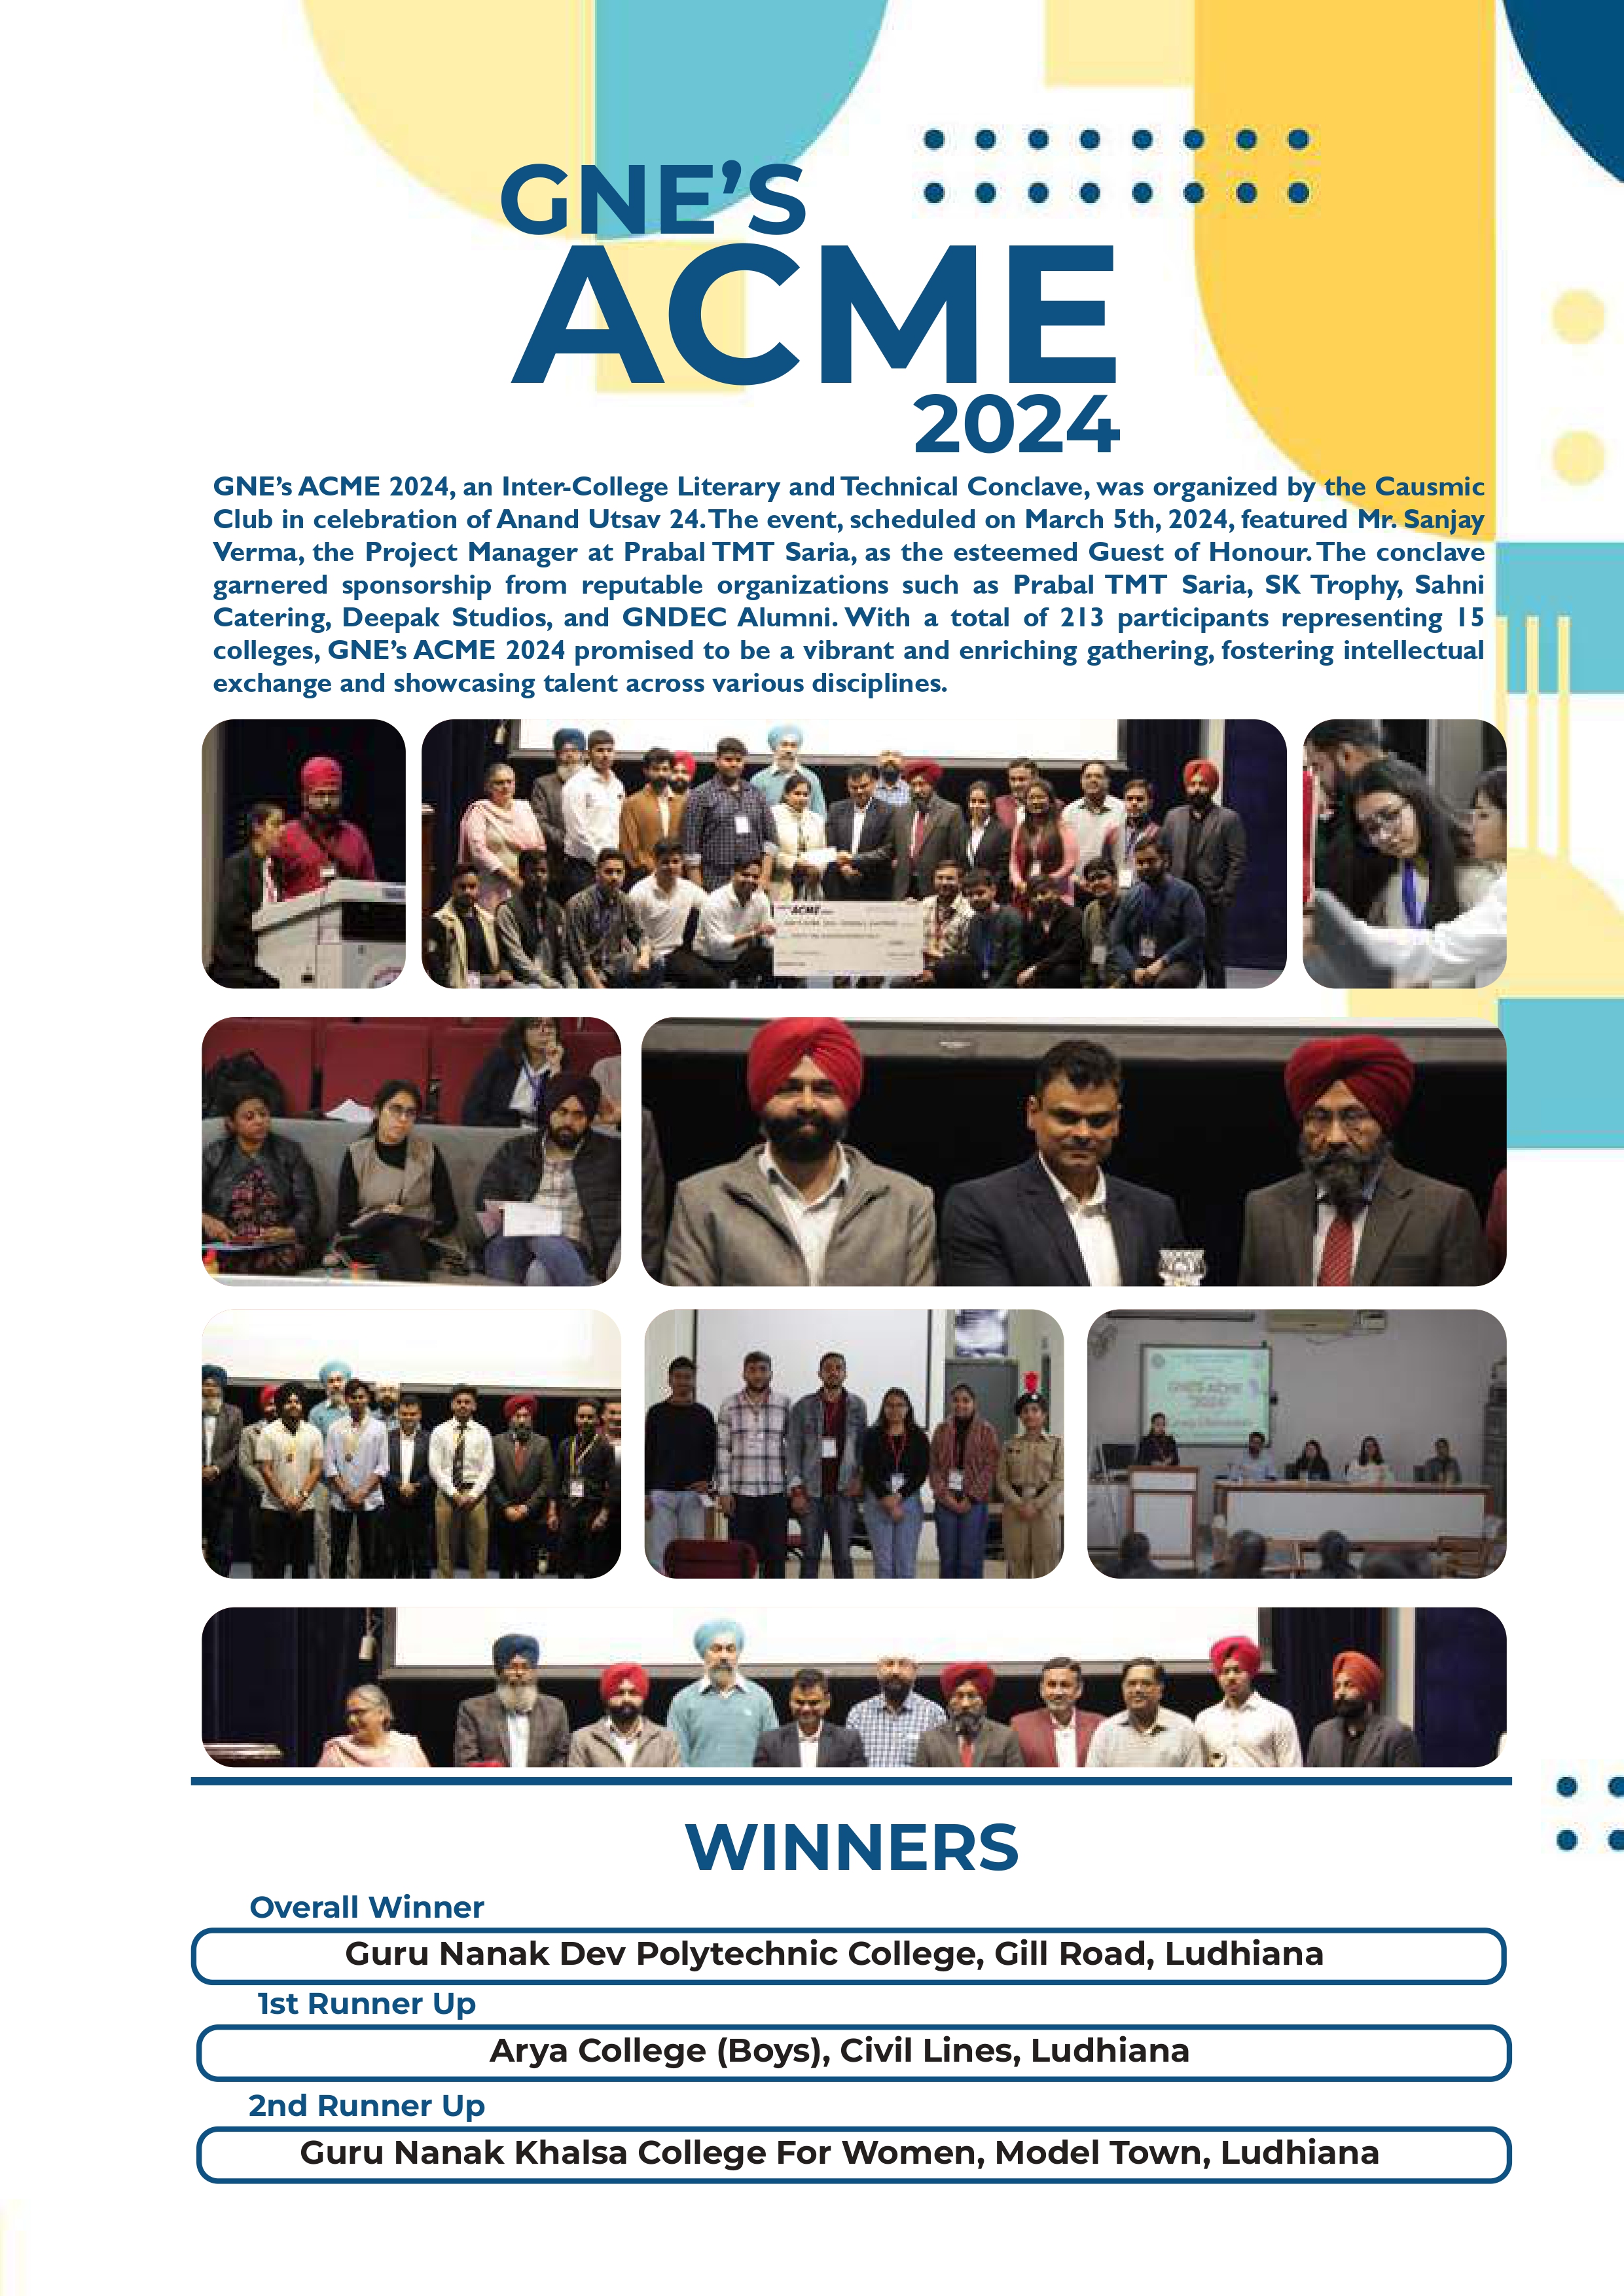 GNE’S
ACME
2024
GNE’s ACME 2024, an Inter-College Literary and Technical Conclave, was organized by the Causmic
Club in celebration of Anand Utsav 24. The event, scheduled on March 5th, 2024, featured Mr. Sanjay
Verma, the Project Manager at Prabal TMT Saria, as the esteemed Guest of Honour. The conclave
garnered sponsorship from reputable organizations such as Prabal TMT Saria, SK Trophy, Sahni
Catering, Deepak Studios, and GNDEC Alumni. With a total of 213 participants representing 15
colleges, GNE’s ACME 2024 promised to be a vibrant and enriching gathering, fostering intellectual
exchange and showcasing talent across various disciplines.
ACME
GNE'S ACME
2024
WINNERS
Overall Winner
Guru Nanak Dev Polytechnic College, Gill Road, Ludhiana
1st Runner Up
Arya College (Boys), Civil Lines, Ludhiana
2nd Runner Up
Guru Nanak Khalsa College For Women, Model Town, Ludhiana